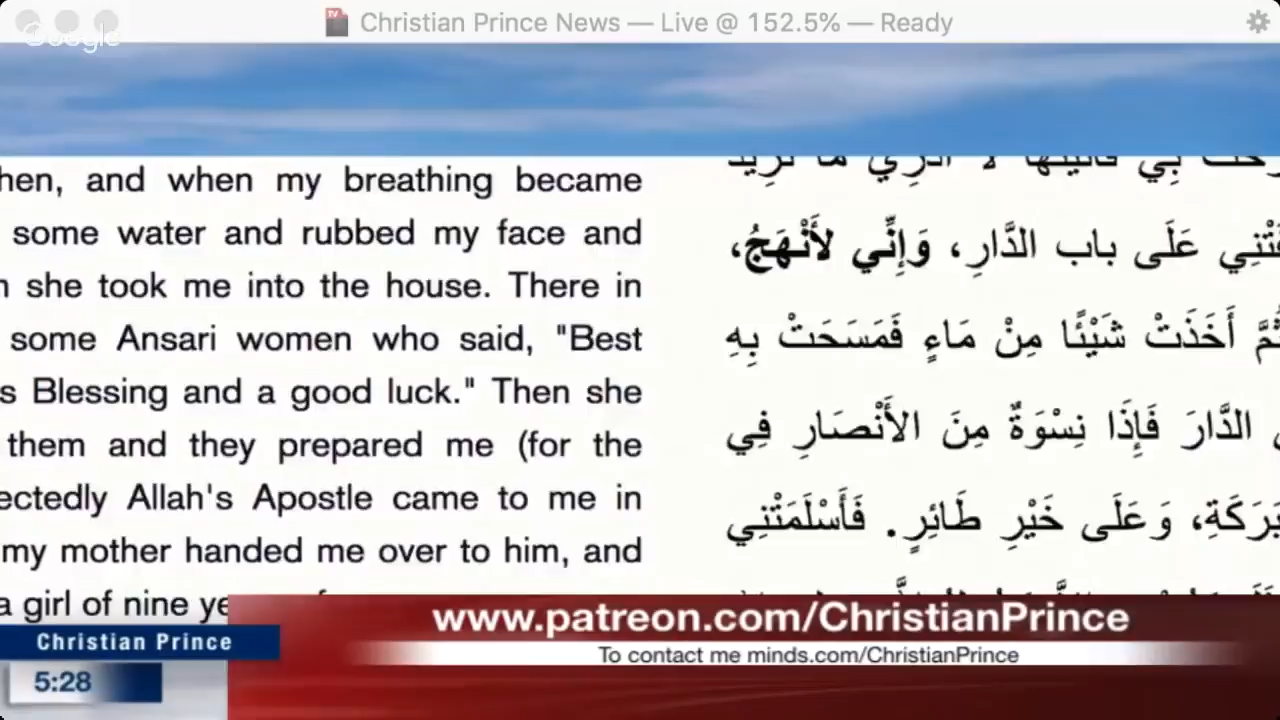 Christian Prince News — Live @ 152.5% — Ready
Google
hen, and when my breathing became
some water and rubbed my face and
she took me into the house. There in
some Ansari women who said, "Best
s Blessing and a good luck." Then she
them and they prepared me (for the
ectedly Allah's Apostle came to me in
my mother handed me over to him, and
a girl of nine ye
وَإِنِّي لأَنْهَجُ، عَلَى باب الدَّارِ،
أَخَذَتْ شَيْئًا مِنْ مَاءٍ فَمَسَحَتْ بِهِ
الدَّارَ فَإِذَا نِسْوَةٌ مِنَ الأَنْصَارِ فِي
وَعَلَى خَيْرِ طَائِرٍ. فَأَسْلَمَتْنِي
www.patreon.com/ChristianPrince
To contact me minds.com/ChristianPrince
Christian Prince
5:28